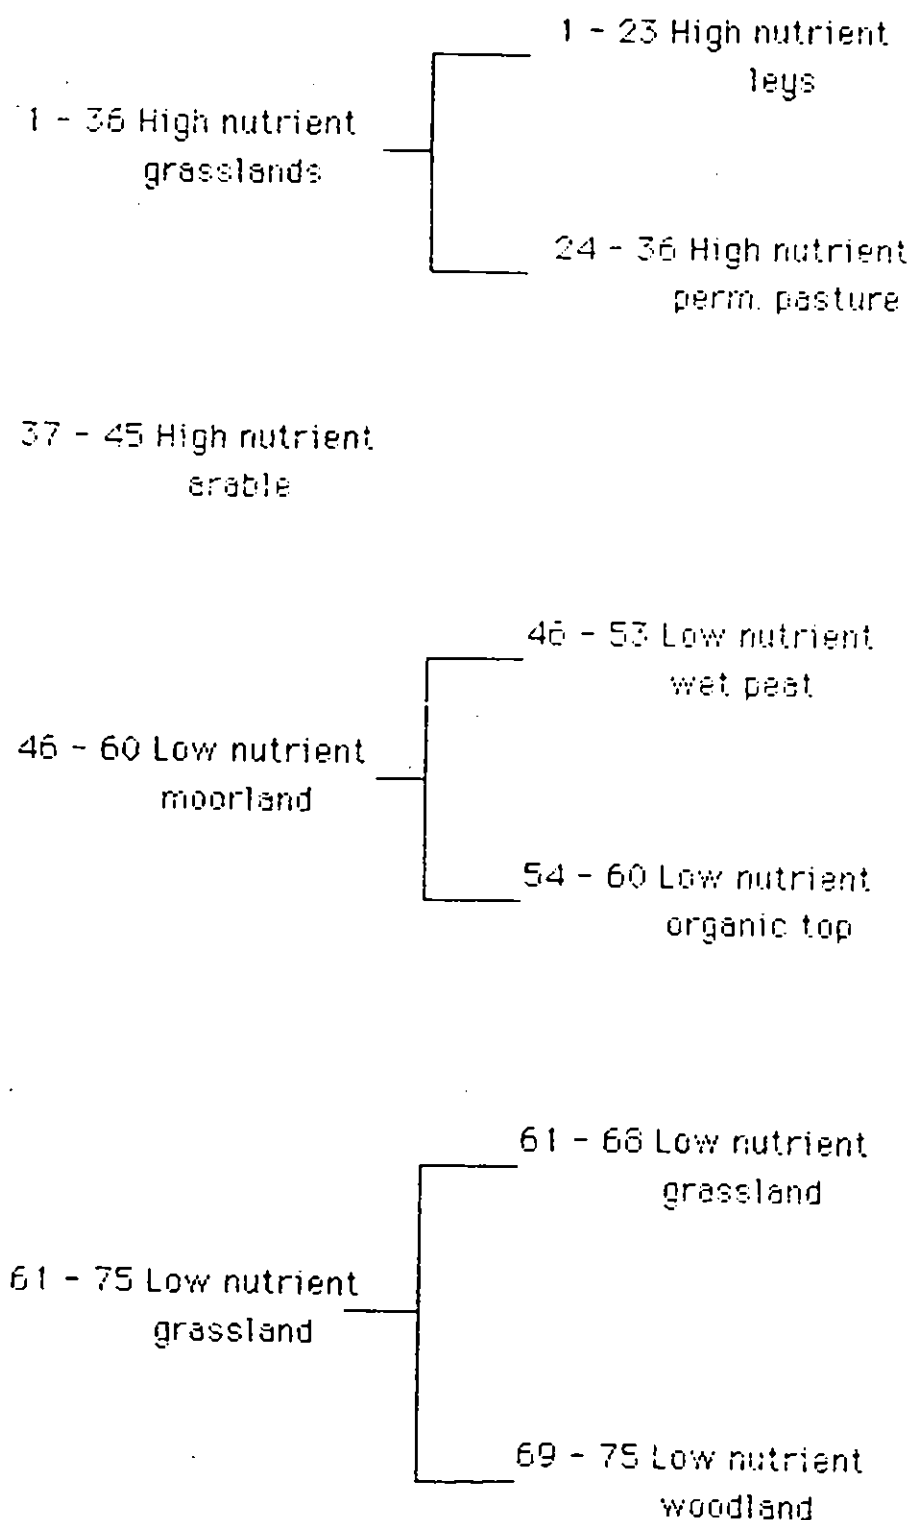 1 - 23 High nutrient
leys
1 - 36 High nutrient
grasslands
24 - 36 High nutrient
perm. pasture
37 - 45 High nutrient
arable
46 - 53 Low nutrient
wet peat
46 - 60 Low nutrient
moorland
54 - 60 Low nutrient
organic top
61 - 68 Low nutrient
grassland
61 - 75 Low nutrient
grassland
69 - 75 Low nutrient
woodland